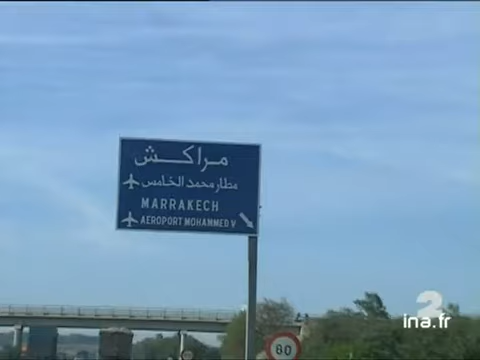 مراكش
مطار محمد الخامس
MARRAKECH
AEROPORT MOHAMMED V
80
2
ina.fr